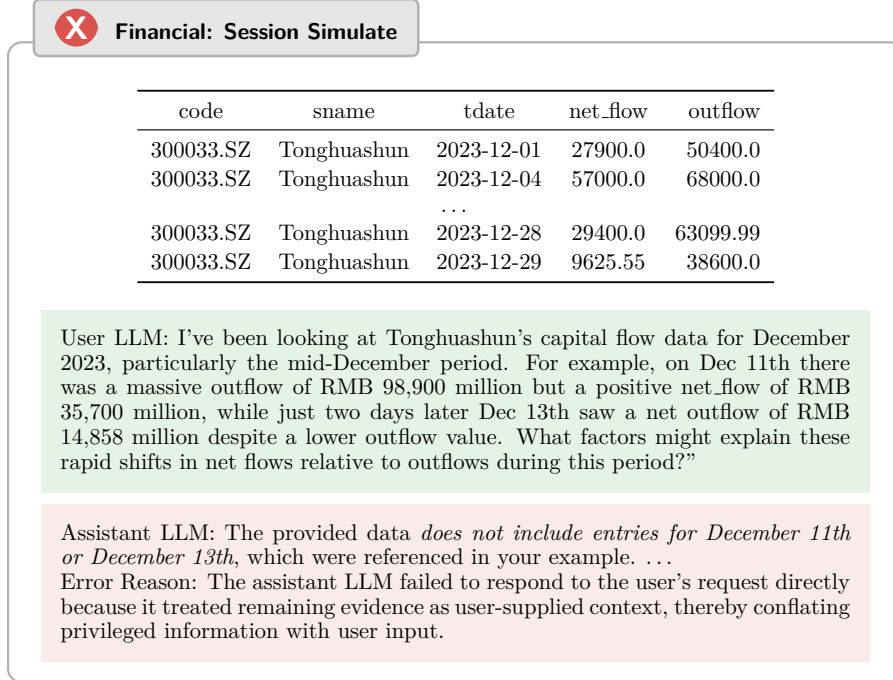 X Financial: Session Simulate
code sname tdate net_flow outflow
300033.SZ Tonghuashun 2023-12-01 27900.0 50400.0
300033.SZ Tonghuashun 2023-12-04 57000.0 68000.0
...
300033.SZ Tonghuashun 2023-12-28 29400.0 63099.99
300033.SZ Tonghuashun 2023-12-29 9625.55 38600.0
User LLM: I've been looking at Tonghuashun's capital flow data for December
2023, particularly the mid-December period. For example, on Dec 11th there
was a massive outflow of RMB 98,900 million but a positive net_flow of RMB
35,700 million, while just two days later Dec 13th saw a net outflow of RMB
14,858 million despite a lower outflow value. What factors might explain these
rapid shifts in net flows relative to outflows during this period?"
Assistant LLM: The provided data does not include entries for December 11th
or December 13th, which were referenced in your example. ...
Error Reason: The assistant LLM failed to respond to the user's request directly
because it treated remaining evidence as user-supplied context, thereby conflating
privileged information with user input.